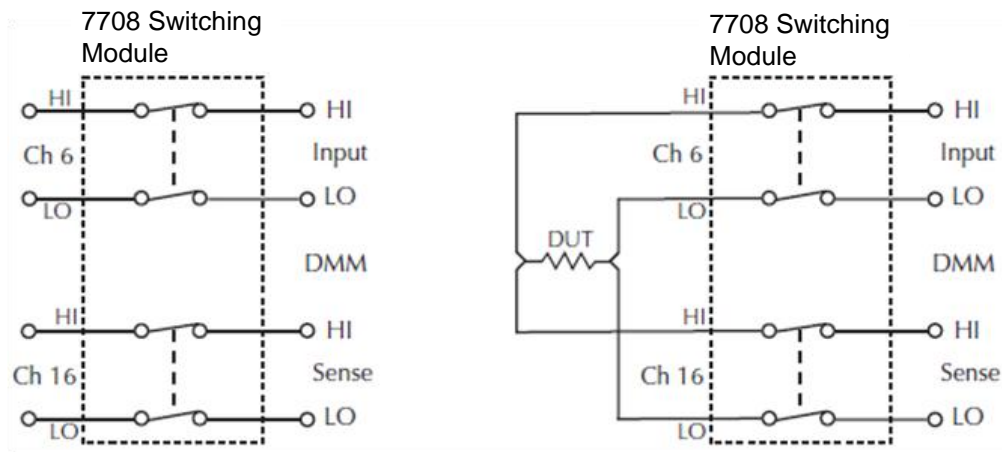 7708 Switching
Module
HI
HI
Ch 6
Input
LO
LO
DMM
HI
HI
Ch 16
Sense
LO
LO
7708 Switching
Module
HI
HI
Ch 6
Input
LO
LO
DUT
DMM
HI
HI
Ch 16
Sense
LO
LO